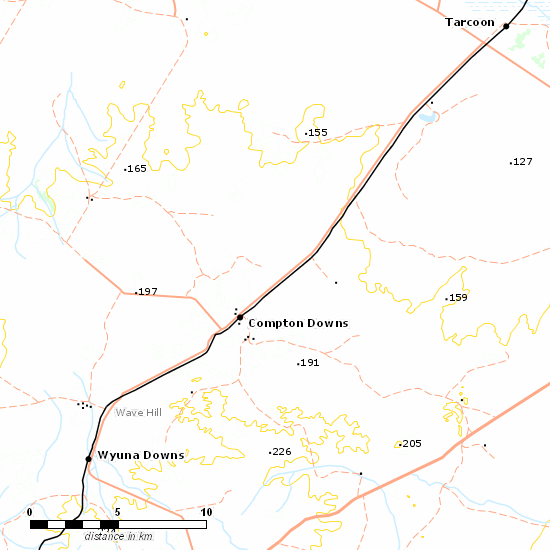 Tarcoon
.155
.127
.165
.197
.159
Compton Downs
.191
Wave Hill
.205
.226
Wyuna Downs
0 5 10
distance in km